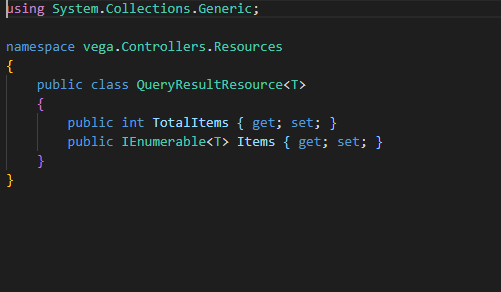 using System.Collections.Generic;
namespace vega.Controllers.Resources
{
public class QueryResultResource<T>
{
public int TotalItems { get; set; }
public IEnumerable<T> Items { get; set; }
}
}